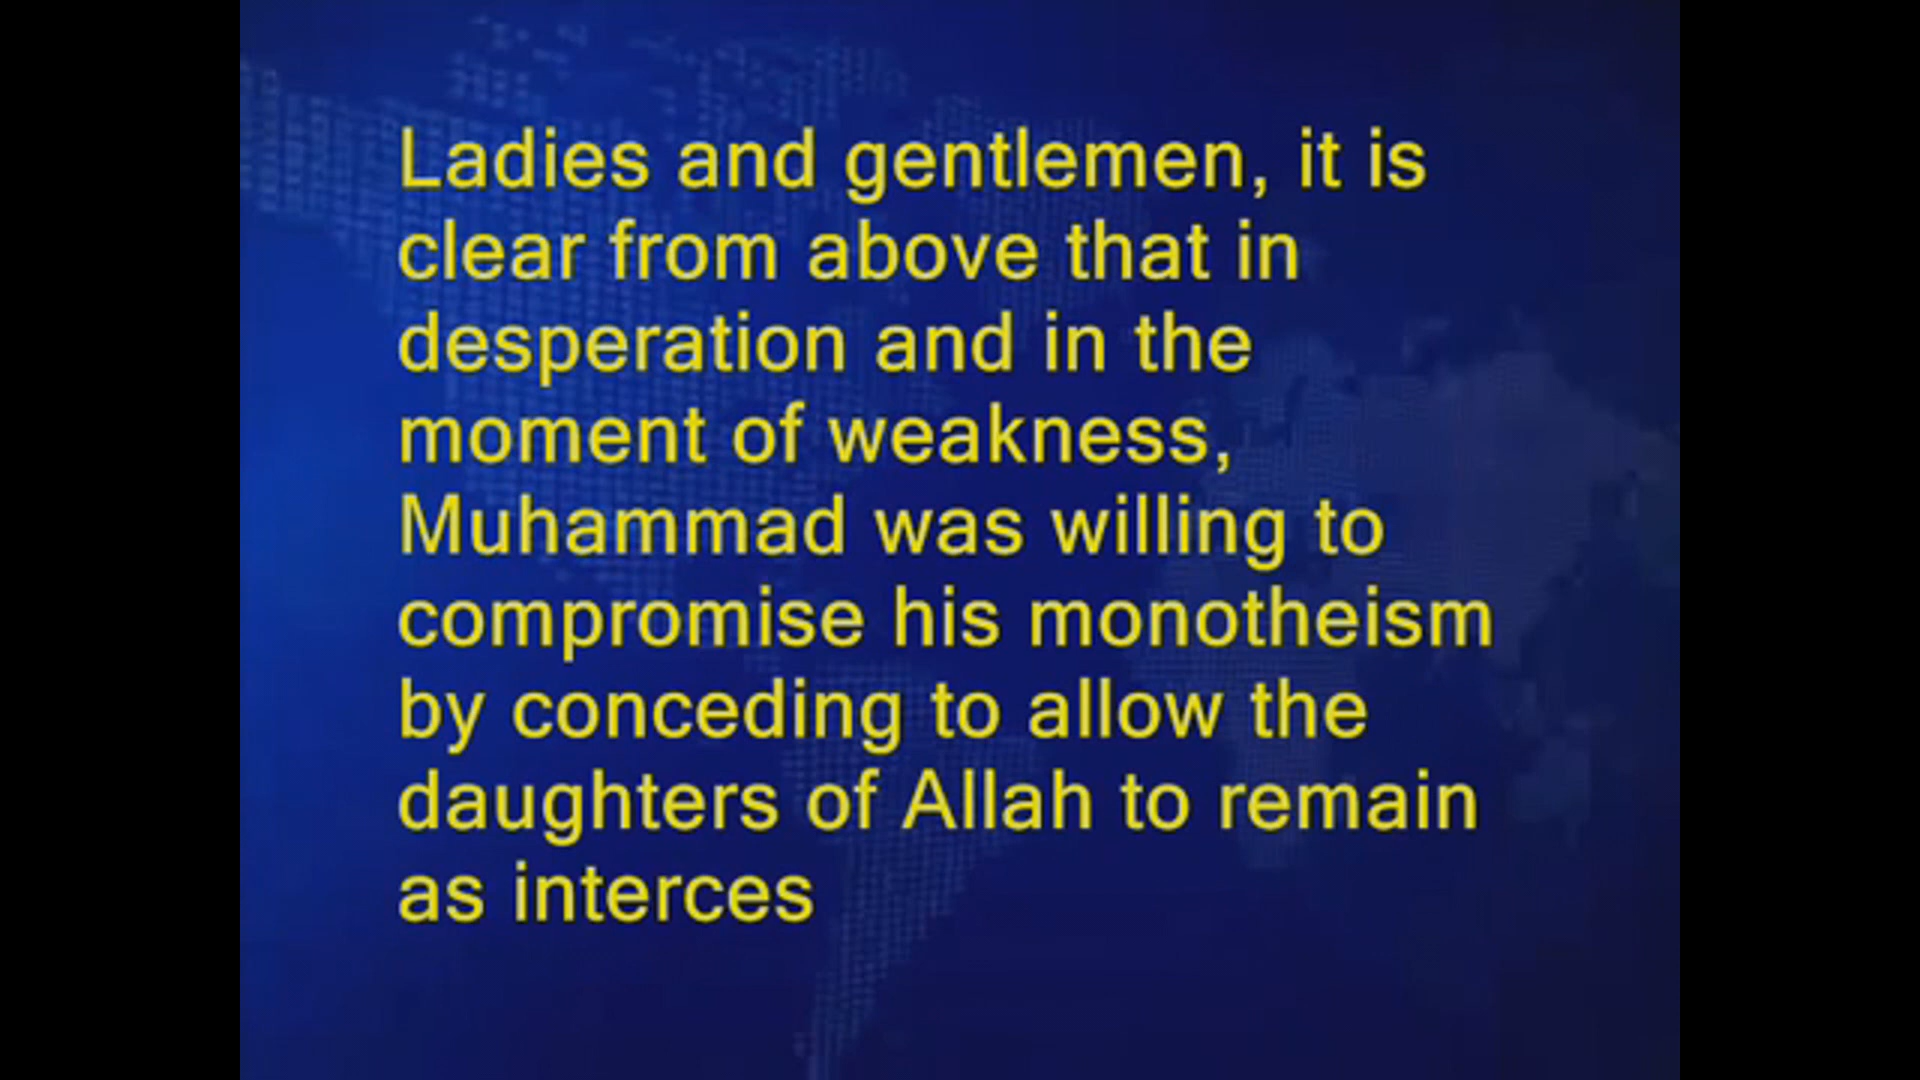 Ladies and gentlemen, it is
clear from above that in
desperation and in the
moment of weakness,
Muhammad was willing to
compromise his monotheism
by conceding to allow the
daughters of Allah to remain
as interces